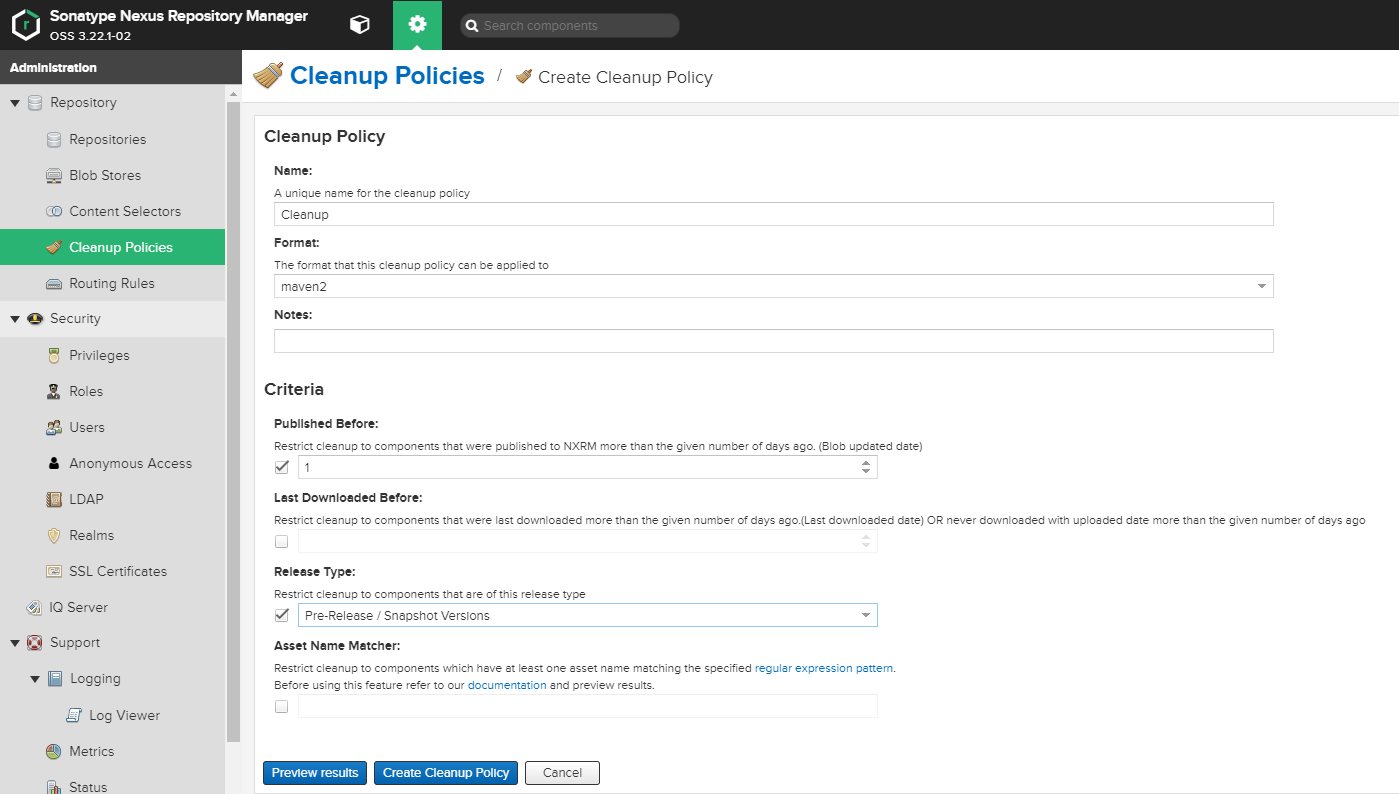 Sonatype Nexus Repository Manager
OSS 3.22.1-02
Search components
Administration
Repository
Repositories
Blob Stores
Content Selectors
Cleanup Policies
Routing Rules
Security
Privileges
Roles
Users
Anonymous Access
LDAP
Realms
SSL Certificates
IQ Server
Support
Logging
Log Viewer
Metrics
Status
Cleanup Policies / Create Cleanup Policy
Cleanup Policy
Name:
A unique name for the cleanup policy
Cleanup
Format:
The format that this cleanup policy can be applied to
maven2
Notes:
Criteria
Published Before:
Restrict cleanup to components that were published to NXRM more than the given number of days ago. (Blob updated date)
1
Last Downloaded Before:
Restrict cleanup to components that were last downloaded more than the given number of days ago.(Last downloaded date) OR never downloaded with uploaded date more than the given number of days ago
Release Type:
Restrict cleanup to components that are of this release type
Pre-Release / Snapshot Versions
Asset Name Matcher:
Restrict cleanup to components which have at least one asset name matching the specified regular expression pattern.
Before using this feature refer to our documentation and preview results.
Preview results Create Cleanup Policy Cancel